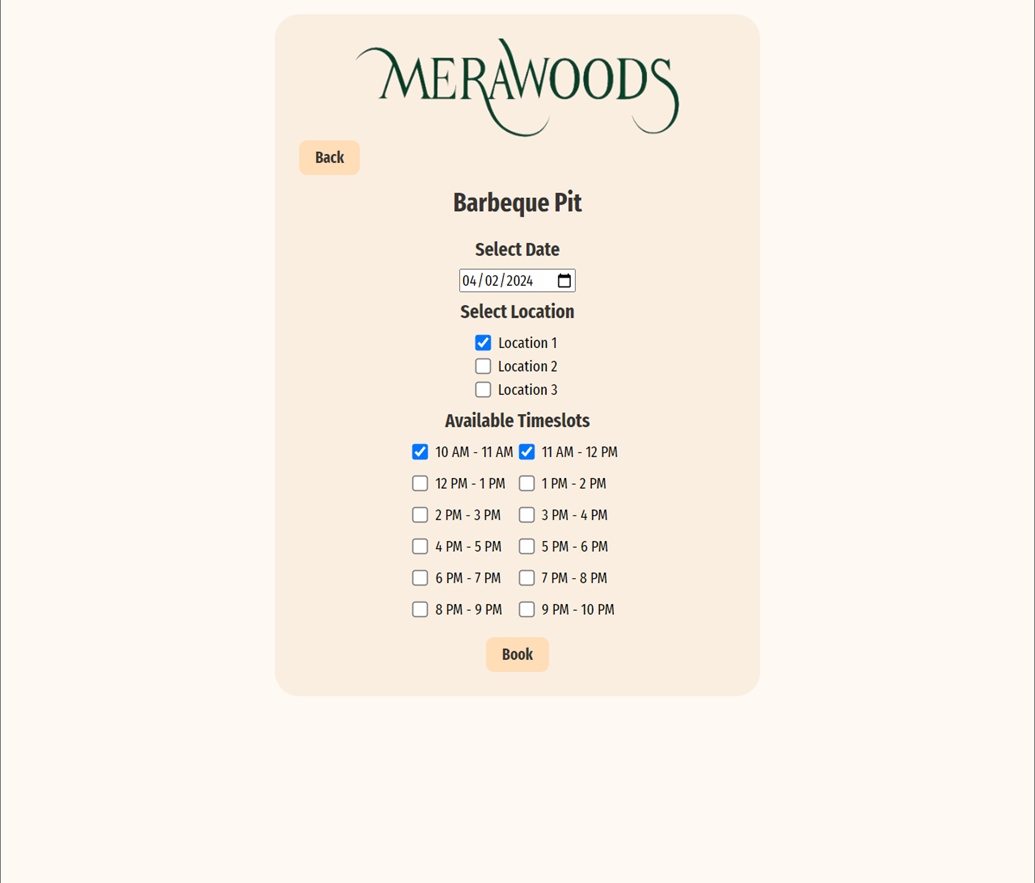 MERAWOODS
Back
Barbeque Pit
Select Date
04/02/2024
Select Location
Location 1
Location 2
Location 3
Available Timeslots
10 AM - 11 AM 11 AM - 12 PM
12 PM - 1 PM 1 PM - 2 PM
2 PM - 3 PM 3 PM - 4 PM
4 PM - 5 PM 5 PM - 6 PM
6 PM - 7 PM 7 PM - 8 PM
8 PM - 9 PM 9 PM - 10 PM
Book